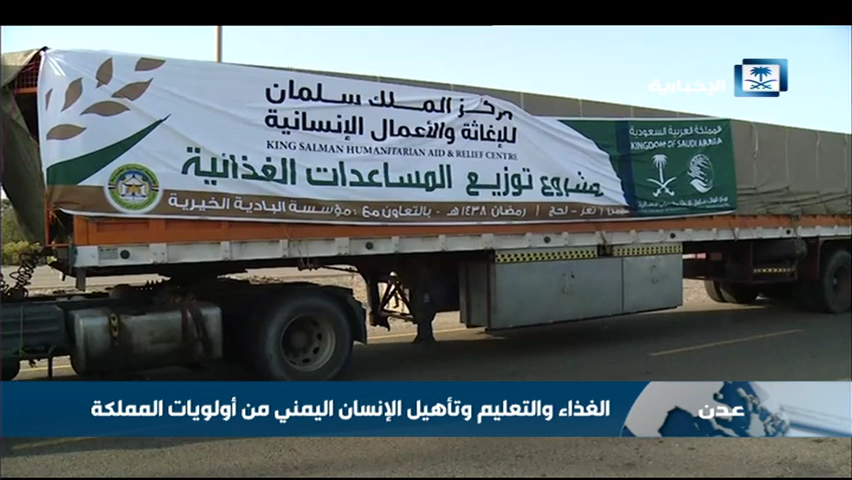 الإخبارية
مركز الملك سلمان
للإغاثة والأعمال الإنسانية
KING SALMAN HUMANITARIAN AID & RELIEF CENTRE
مشروع توزيع المساعدات الغذائية
تعز - لحج | رمضان ١٤٣٨هـ - بالتعاون مع : مؤسسة البادية الخيرية
المملكة العربية السعودية
KINGDOM OF SAUDI ARABIA
عدن
الغذاء والتعليم وتأهيل الإنسان اليمني من أولويات المملكة